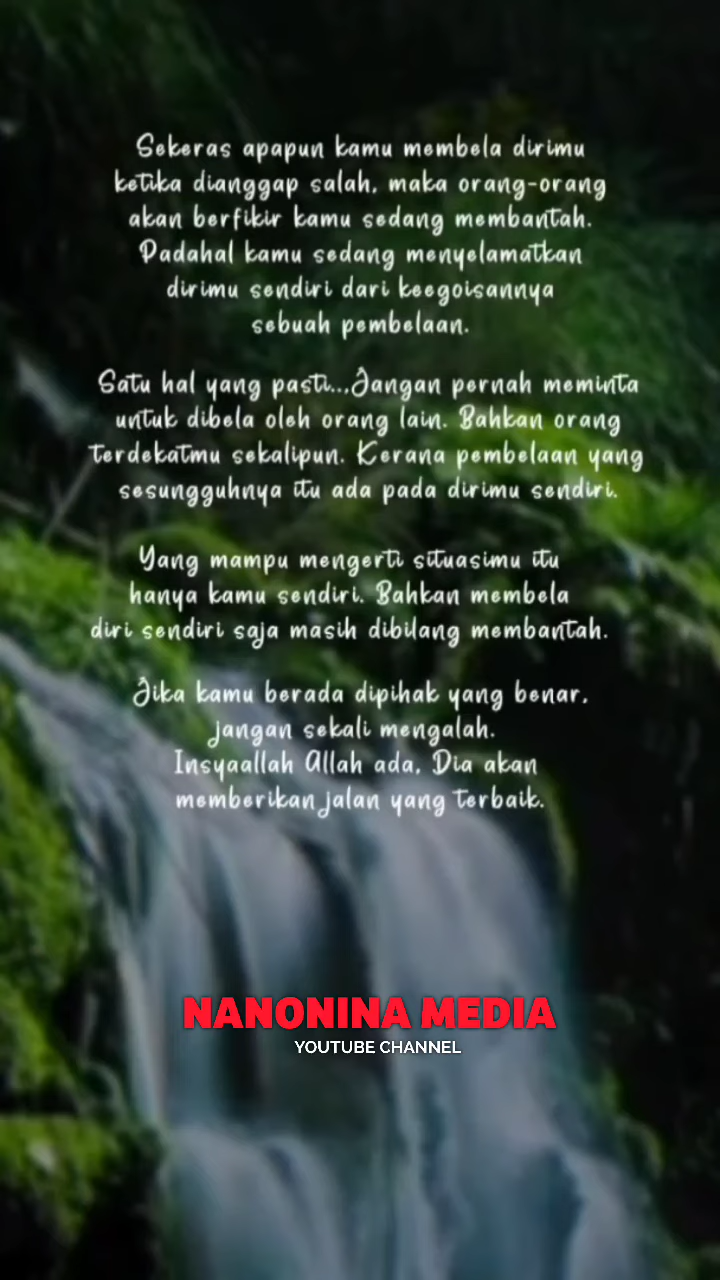 Sekeras apapun kamu membela dirimu
ketika dianggap salah, maka orang-orang
akan berfikir kamu sedang membantah.
Padahal kamu sedang menyelamatkan
dirimu sendiri dari keegoisannya
sebuah pembelaan.
Satu hal yang pasti...Jangan pernah meminta
untuk dibela oleh orang lain. Bahkan orang
terdekatmu sekalipun. Kerana pembelaan yang
sesungguhnya itu ada pada dirimu sendiri.
Yang mampu mengerti situasimu itu
hanya kamu sendiri. Bahkan membela
diri sendiri saja masih dibilang membantah.
Jika kamu berada dipihak yang benar,
jangan sekali mengalah.
Insyaallah Allah ada, Dia akan
memberikan jalan yang terbaik.
NANONINA MEDIA
YOUTUBE CHANNEL